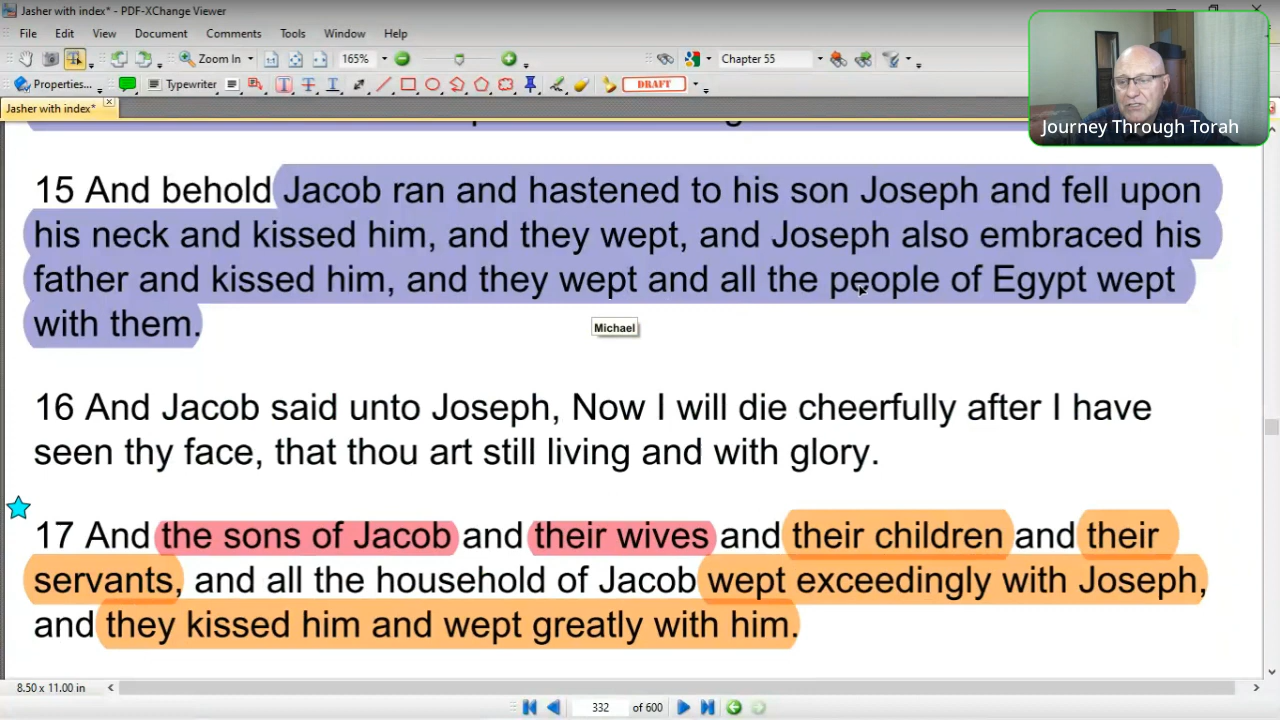 Jasher with index* - PDF-XChange Viewer
File Edit View Document Comments Tools Window Help
Zoom In 165% Chapter 55
Properties... Typewriter DRAFT
Jasher with index*
Journey Through Torah
15 And behold Jacob ran and hastened to his son Joseph and fell upon
his neck and kissed him, and they wept, and Joseph also embraced his
father and kissed him, and they wept and all the people of Egypt wept
with them.
Michael
16 And Jacob said unto Joseph, Now I will die cheerfully after I have
seen thy face, that thou art still living and with glory.
17 And the sons of Jacob and their wives and their children and their
servants, and all the household of Jacob wept exceedingly with Joseph,
and they kissed him and wept greatly with him.
8.50 x 11.00 in
332 of 600